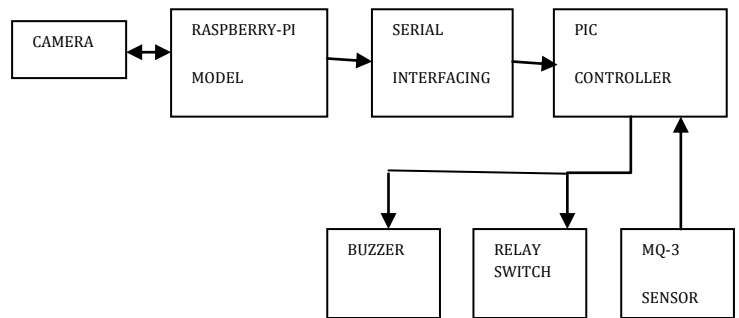 CAMERA
RASPBERRY-PI
MODEL
SERIAL
INTERFACING
PIC
CONTROLLER
BUZZER
RELAY
SWITCH
MQ-3
SENSOR